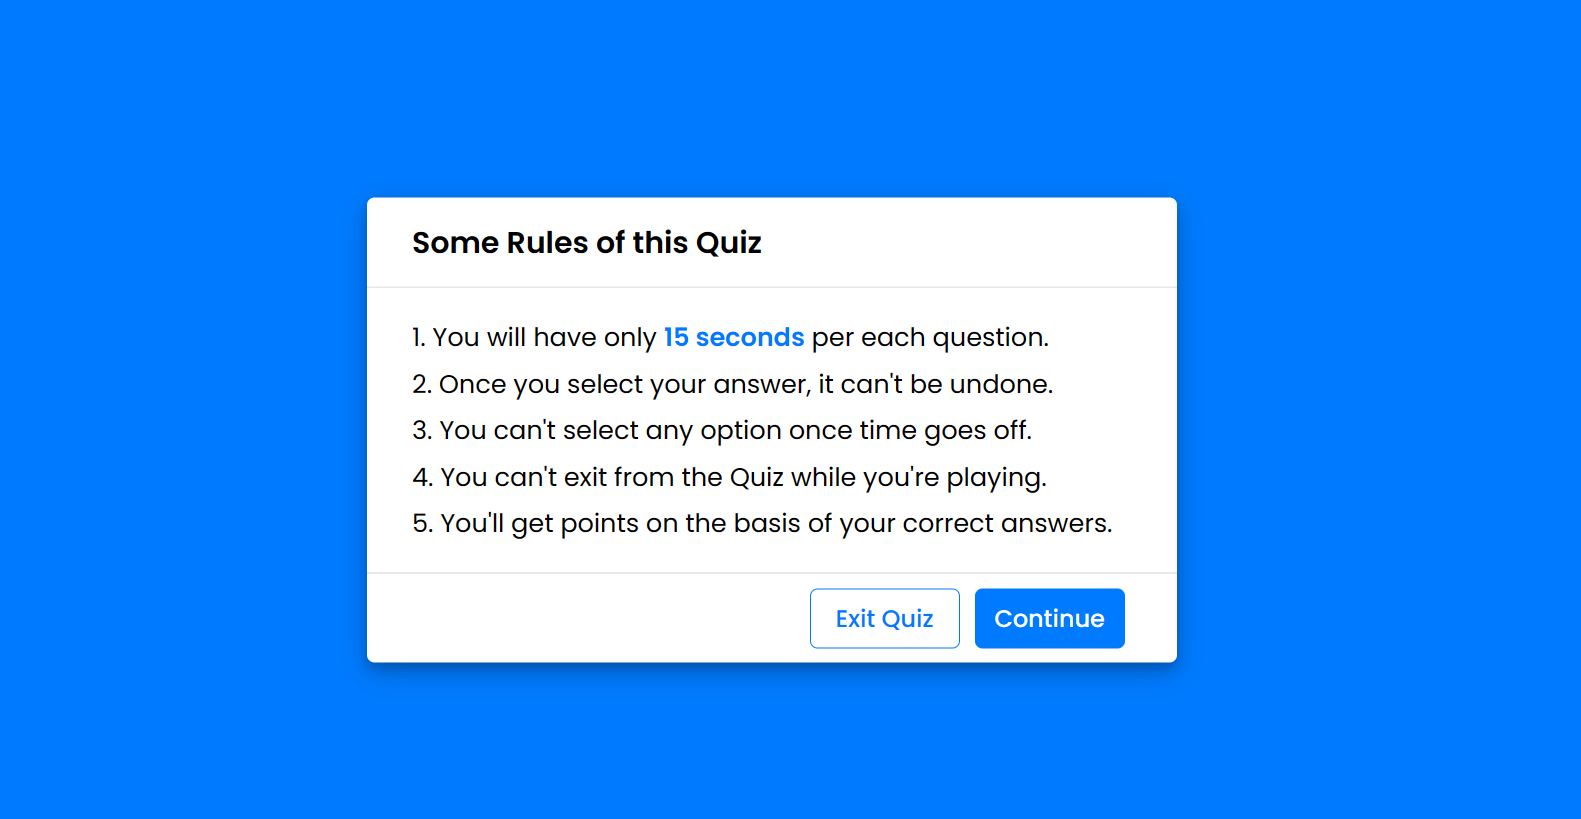 Some Rules of this Quiz
1. You will have only 15 seconds per each question.
2. Once you select your answer, it can't be undone.
3. You can't select any option once time goes off.
4. You can't exit from the Quiz while you're playing.
5. You'll get points on the basis of your correct answers.
Exit Quiz Continue